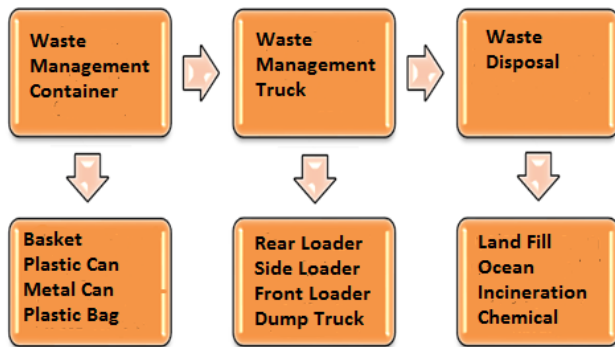 Waste
Management
Container
Waste
Management
Truck
Waste
Disposal
Basket
Plastic Can
Metal Can
Plastic Bag
Rear Loader
Side Loader
Front Loader
Dump Truck
Land Fill
Ocean
Incineration
Chemical